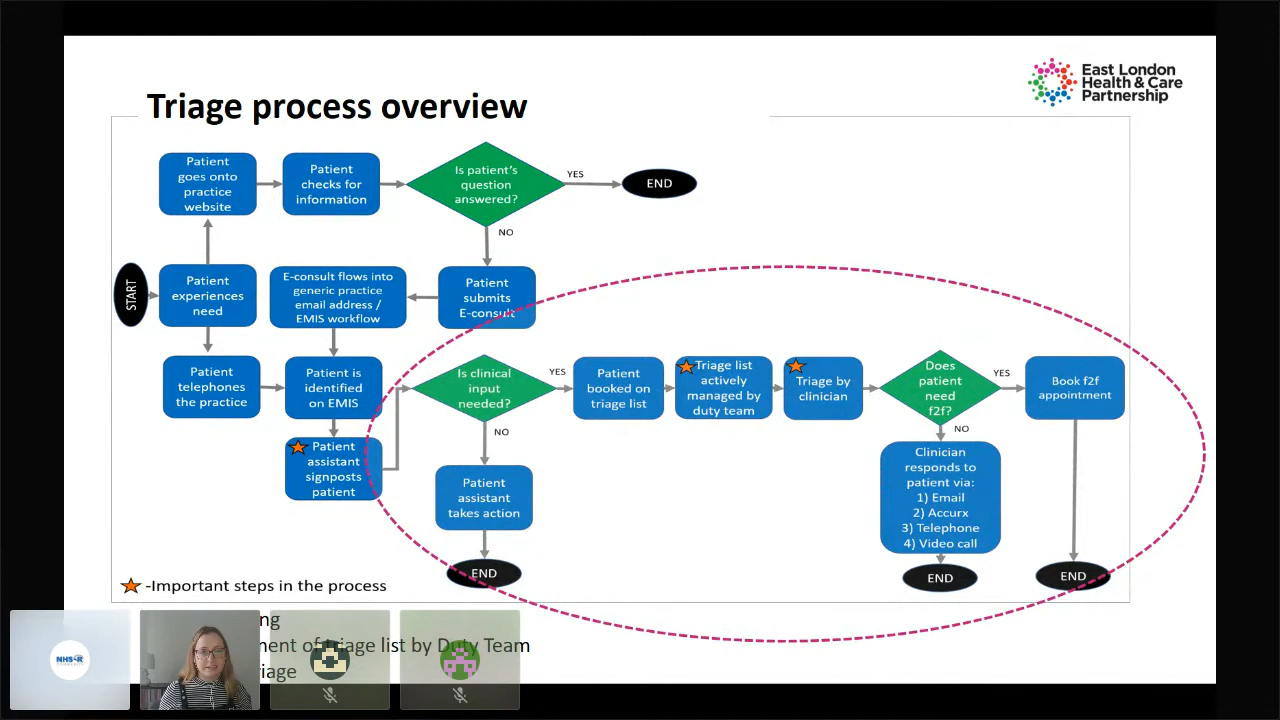 Triage process overview
East London
Health & Care
Partnership
Patient
goes onto
practice
website
Patient
checks for
information
Is patient's
question
answered?
YES
END
NO
START
Patient
experiences
need
E-consult flows into
generic practice
email address /
EMIS workflow
Patient
submits
E-consult
Patient
telephones
the practice
Patient is
identified
on EMIS
Patient
assistant
signposts
patient
Is clinical
input
needed?
YES
NO
Patient
assistant
takes action
END
Patient
booked on
triage list
Triage list
actively
managed by
duty team
Triage by
clinician
Does
patient
need
f2f?
YES
NO
Book f2f
appointment
Clinician
responds to
patient via:
1) Email
2) Accurx
3) Telephone
4) Video call
END
END
-Important steps in the process
ng
ment of triage list by Duty Team
riage
NHS-R